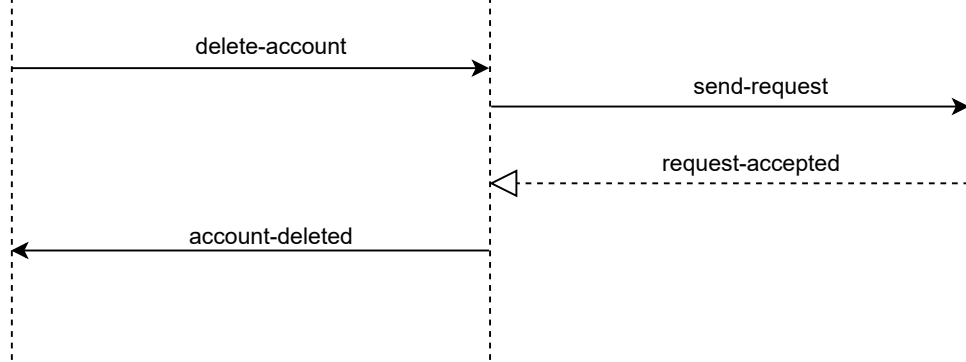 delete-account
send-request
request-accepted
account-deleted